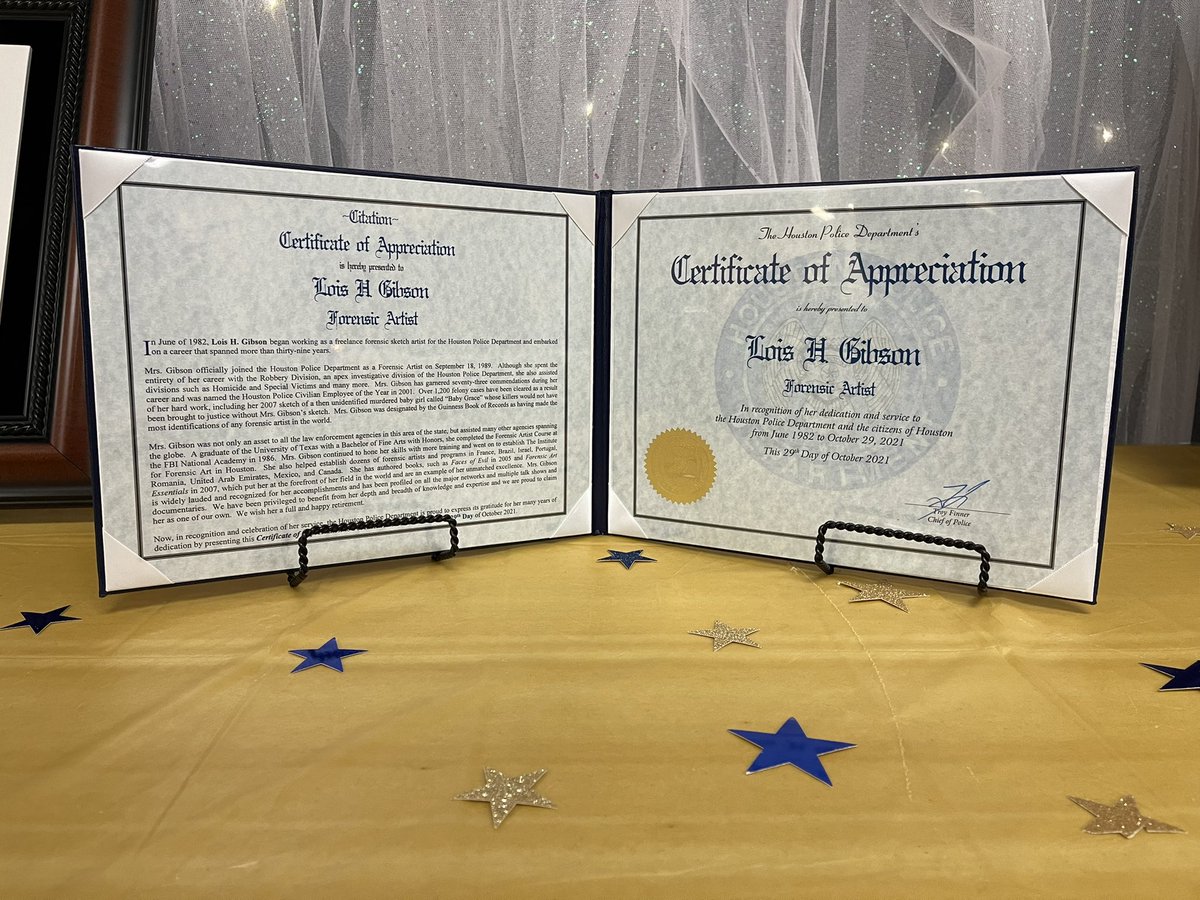 ~Citation~
Certificate of Appreciation
is hereby presented to
Lois H Gibson
Forensic Artist
In June of 1982, Lois H. Gibson began working as a freelance forensic sketch artist for the Houston Police Department and embarked
on a career that spanned more than thirty-nine years.
Mrs. Gibson officially joined the Houston Police Department as a Forensic Artist on September 18, 1989. Although she spent the
entirety of her career with the Robbery Division, an apex investigative division of the Houston Police Department, she also assisted
divisions such as Homicide and Special Victims and many more. Mrs. Gibson has garnered seventy-three commendations during her
career and was named the Houston Police Civilian Employee of the Year in 2001. Over 1,200 felony cases have been cleared as a result
of her hard work, including her 2007 sketch of a then unidentified murdered baby girl called "Baby Grace" whose killers would not have
been brought to justice without Mrs. Gibson's sketch. Mrs. Gibson was designated by the Guinness Book of Records as having made the
most identifications of any forensic artist in the world.
Mrs. Gibson was not only an asset to all the law enforcement agencies in this area of the state, but assisted many other agencies spanning
the globe. A graduate of the University of Texas with a Bachelor of Fine Arts with Honors, she completed the Forensic Artist Course at
the FBI National Academy in 1986. Mrs. Gibson continued to hone her skills with more training and went on to establish The Institute
for Forensic Art in Houston. She also helped establish dozens of forensic artists and programs in France, Brazil, Israel, Portugal,
Romania, United Arab Emirates, Mexico, and Canada. She has authored books, such as Faces of Evil in 2005 and Forensic Art
Essentials in 2007, which put her at the forefront of her field in the world and are an example of her unmatched excellence. Mrs. Gibson
is widely lauded and recognized for her accomplishments and has been profiled on all the major networks and multiple talk shows and
documentaries. We have been privileged to benefit from her depth and breadth of knowledge and expertise and we are proud to claim
her as one of our own. We wish her a full and happy retirement.
Now, in recognition and celebration of her service, the Houston Police Department is proud to express its gratitude for her many years of
dedication by presenting this Certificate of Day of October 2021.
The Houston Police Department's
Certificate of Appreciation
is hereby presented to
Lois H Gibson
Forensic Artist
In recognition of her dedication and service to
the Houston Police Department and the citizens of Houston
from June 1982 to October 29, 2021
This 29th Day of October 2021
Troy Finner
Chief of Police